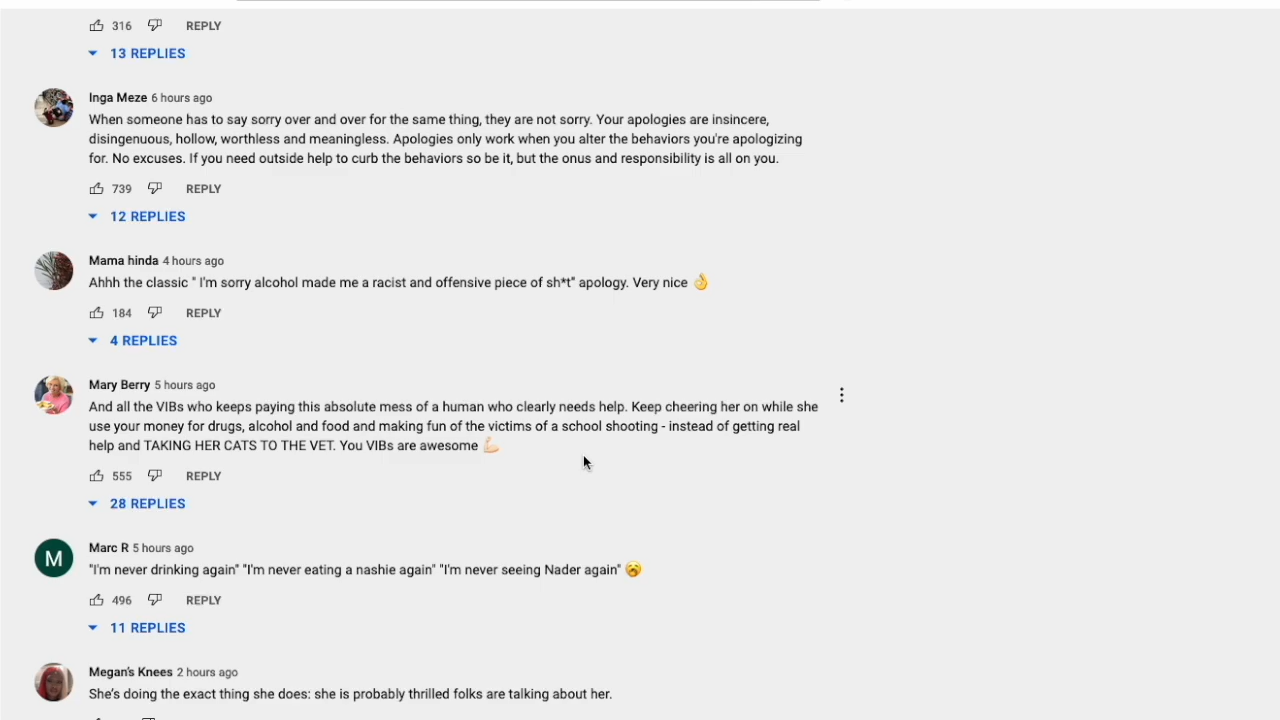 316 REPLY
13 REPLIES
Inga Meze 6 hours ago
When someone has to say sorry over and over for the same thing, they are not sorry. Your apologies are insincere,
disingenuous, hollow, worthless and meaningless. Apologies only work when you alter the behaviors you're apologizing
for. No excuses. If you need outside help to curb the behaviors so be it, but the onus and responsibility is all on you.
739 REPLY
12 REPLIES
Mama hinda 4 hours ago
Ahhh the classic " I'm sorry alcohol made me a racist and offensive piece of sh*t" apology. Very nice 👌
184 REPLY
4 REPLIES
Mary Berry 5 hours ago
And all the VIBs who keeps paying this absolute mess of a human who clearly needs help. Keep cheering her on while she
use your money for drugs, alcohol and food and making fun of the victims of a school shooting - instead of getting real
help and TAKING HER CATS TO THE VET. You VIBs are awesome 💪🏻
555 REPLY
28 REPLIES
M
Marc R 5 hours ago
"I'm never drinking again" "I'm never eating a nashie again" "I'm never seeing Nader again" 🥱
496 REPLY
11 REPLIES
Megan's Knees 2 hours ago
She's doing the exact thing she does: she is probably thrilled folks are talking about her.